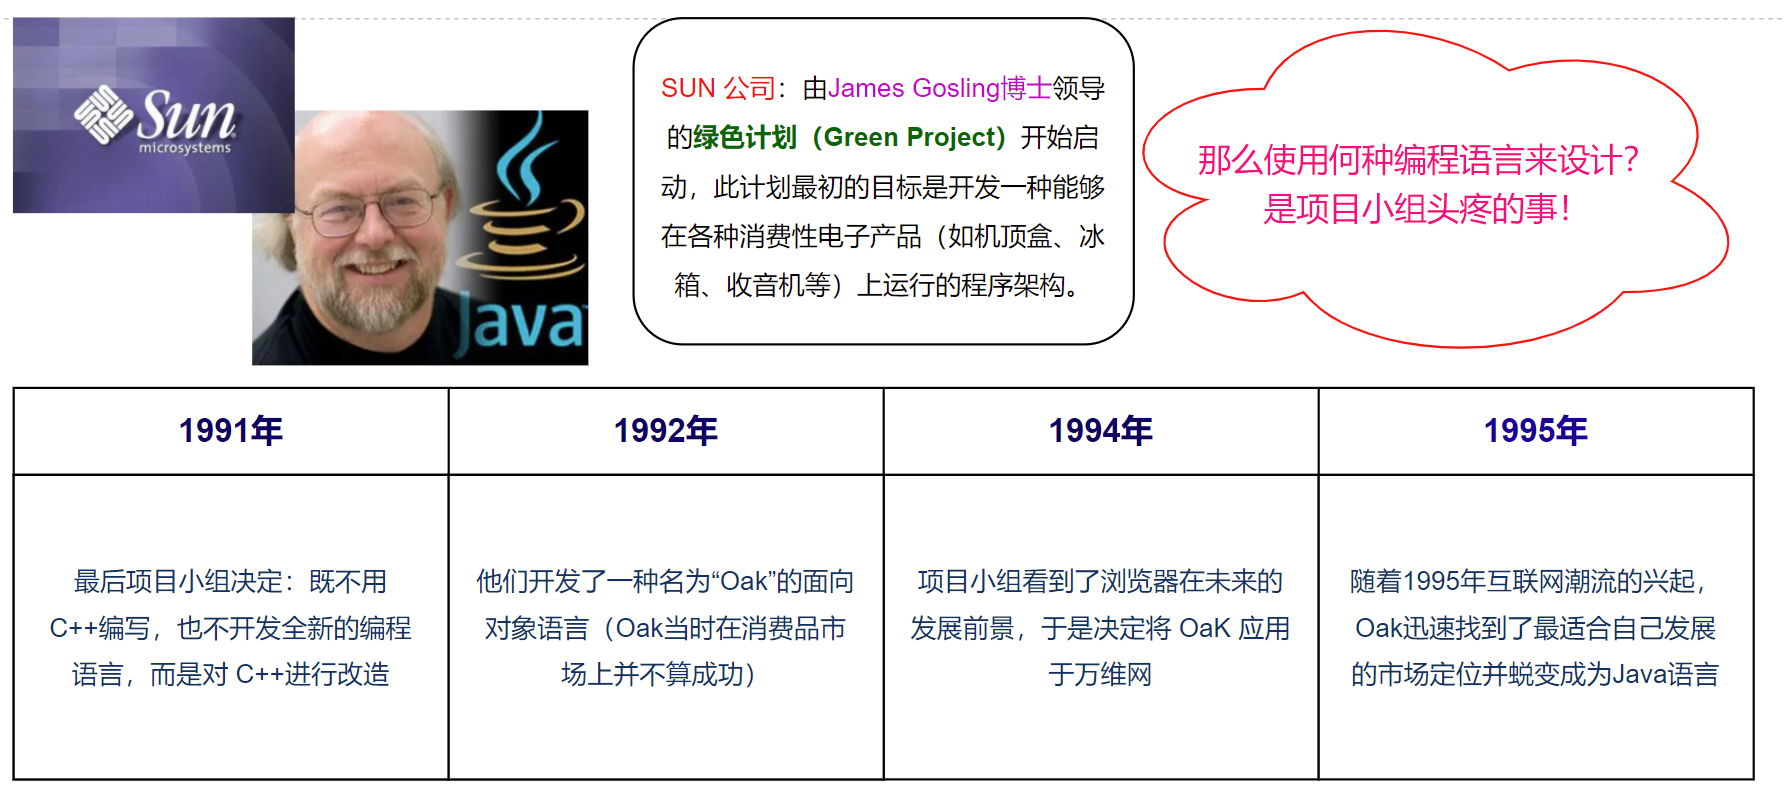 Sun
microsystems
Java
SUN 公司：由James Gosling博士领导
的绿色计划（Green Project）开始启
动，此计划最初的目标是开发一种能够
在各种消费性电子产品（如机顶盒、冰
箱、收音机等）上运行的程序架构。
那么使用何种编程语言来设计？
是项目小组头疼的事！
1991年
1992年
1994年
1995年
最后项目小组决定：既不用
C++编写，也不开发全新的编程
语言，而是对 C++进行改造
他们开发了一种名为“Oak”的面向
对象语言（Oak当时在消费品市
场上并不算成功）
项目小组看到了浏览器在未来的
发展前景，于是决定将 OaK 应用
于万维网
随着1995年互联网潮流的兴起，
Oak迅速找到了最适合自己发展
的市场定位并蜕变成为Java语言